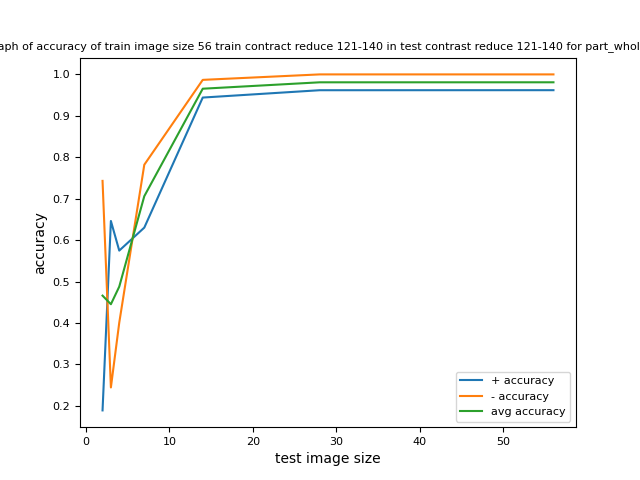 aph of accuracy of train image size 56 train contract reduce 121-140 in test contrast reduce 121-140 for part_whol
1.0
0.9
0.8
0.7
0.6
0.5
0.4
0.3
0.2
accuracy
+ accuracy
- accuracy
avg accuracy
0 10 20 30 40 50
test image size